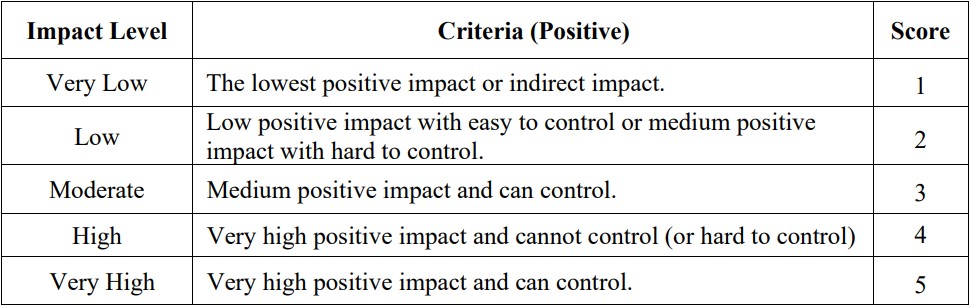 Impact Level Criteria (Positive) Score
Very Low The lowest positive impact or indirect impact. 1
Low Low positive impact with easy to control or medium positive
impact with hard to control. 2
Moderate Medium positive impact and can control. 3
High Very high positive impact and cannot control (or hard to control) 4
Very High Very high positive impact and can control. 5